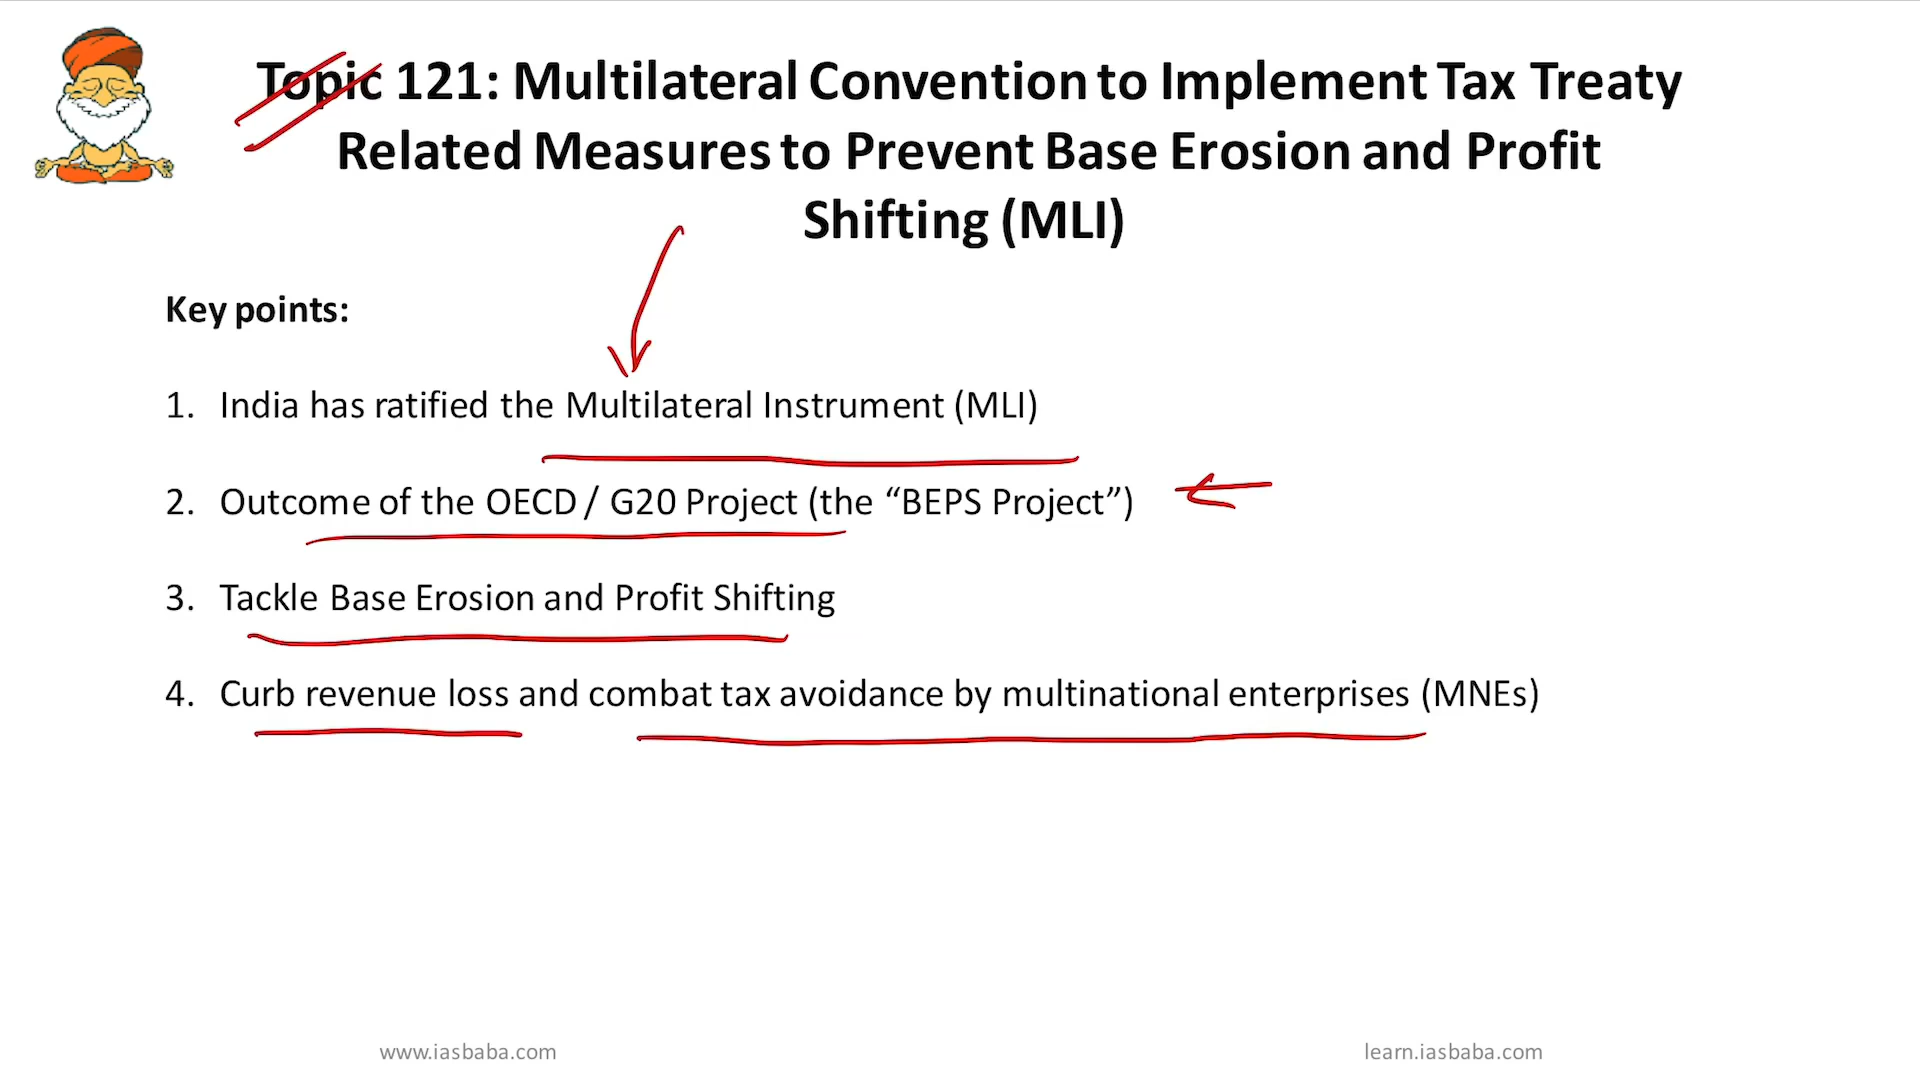 Topic 121: Multilateral Convention to Implement Tax Treaty
Related Measures to Prevent Base Erosion and Profit
Shifting (MLI)
Key points:
1. India has ratified the Multilateral Instrument (MLI)
2. Outcome of the OECD / G20 Project (the “BEPS Project”)
3. Tackle Base Erosion and Profit Shifting
4. Curb revenue loss and combat tax avoidance by multinational enterprises (MNEs)
www.iasbaba.com
learn.iasbaba.com